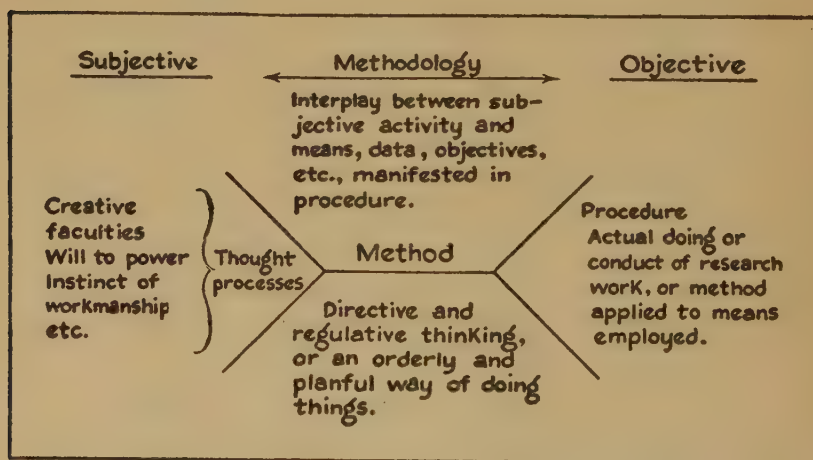 Subjective
Methodology
Objective
Interplay between sub-
jective activity and
means, data, objectives,
etc., manifested in
procedure.
Creative
faculties
Will to power
Instinct of
workmanship
etc.
Thought
processes
Method
Directive and
regulative thinking,
or an orderly and
planful way of doing
things.
Procedure
Actual doing or
conduct of research
work, or method
applied to means
employed.